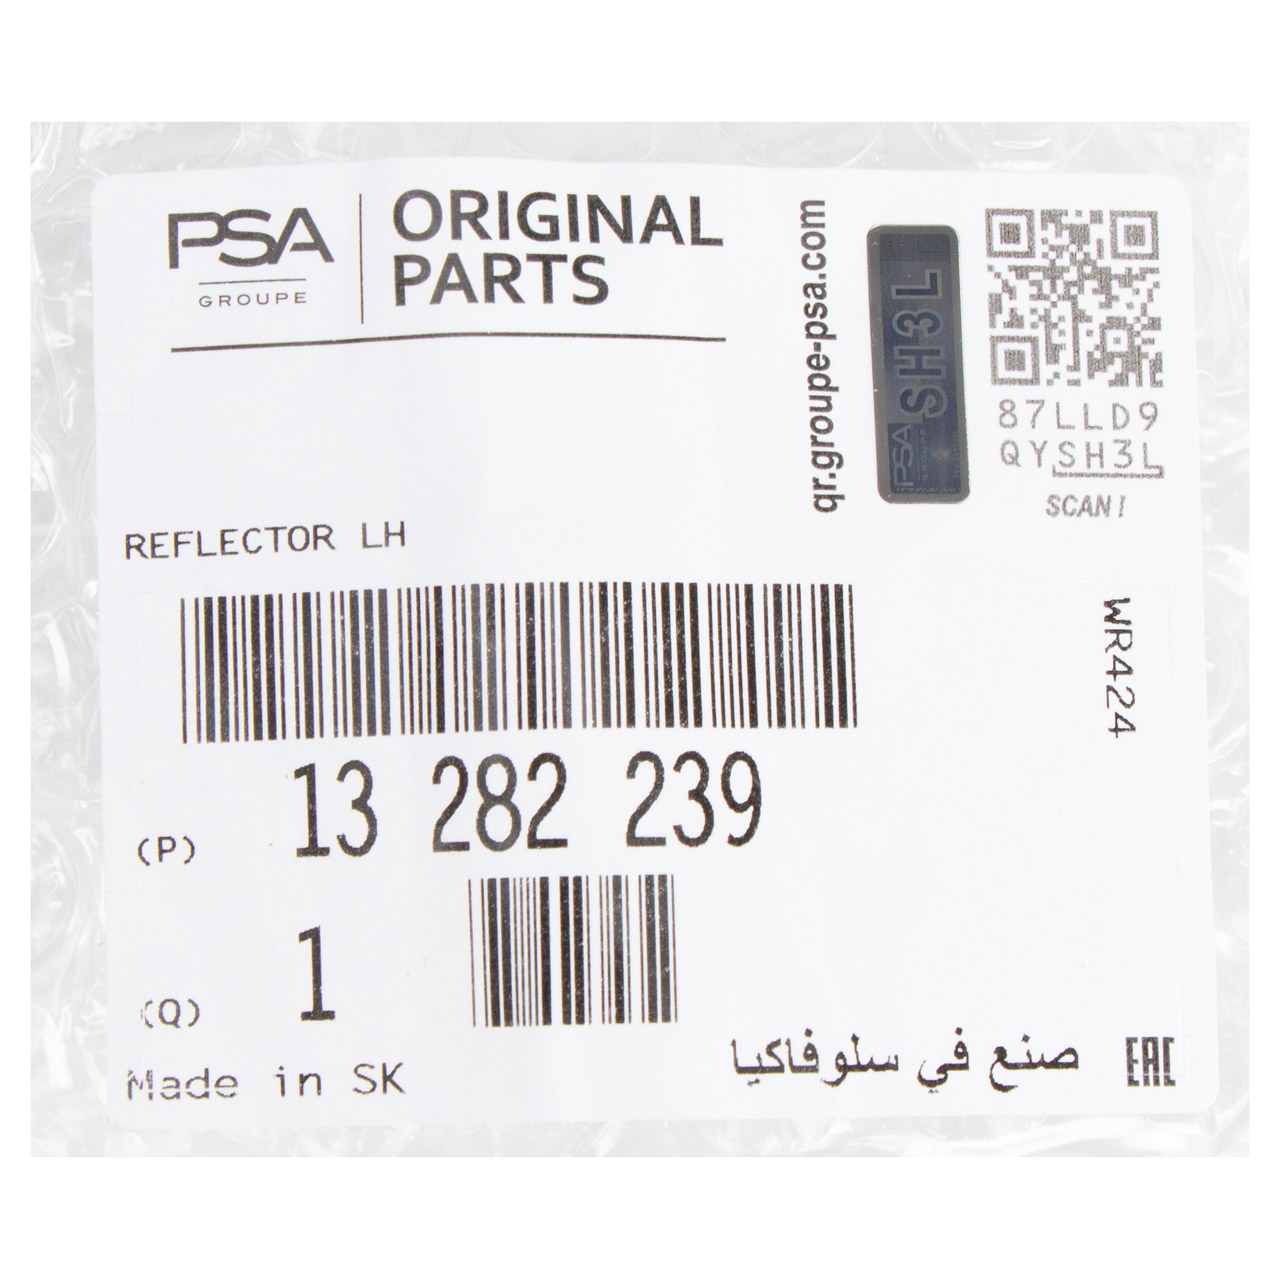 PSA
GROUPE
ORIGINAL
PARTS
qr.groupe-psa.com
SH3L
PSA
GROUPE
87LLD9
QYSH3L
SCAN!
REFLECTOR LH
WR424
(P) 13 282 239
(Q) 1
Made in SK
صنع في سلوفاكيا
EAC